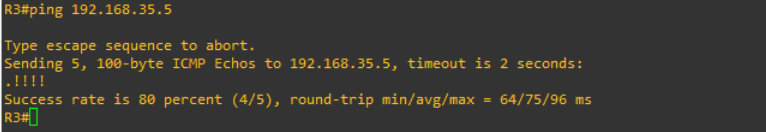 R3#ping 192.168.35.5
Type escape sequence to abort.
Sending 5, 100-byte ICMP Echos to 192.168.35.5, timeout is 2 seconds:
.!!!!
Success rate is 80 percent (4/5), round-trip min/avg/max = 64/75/96 ms
R3#